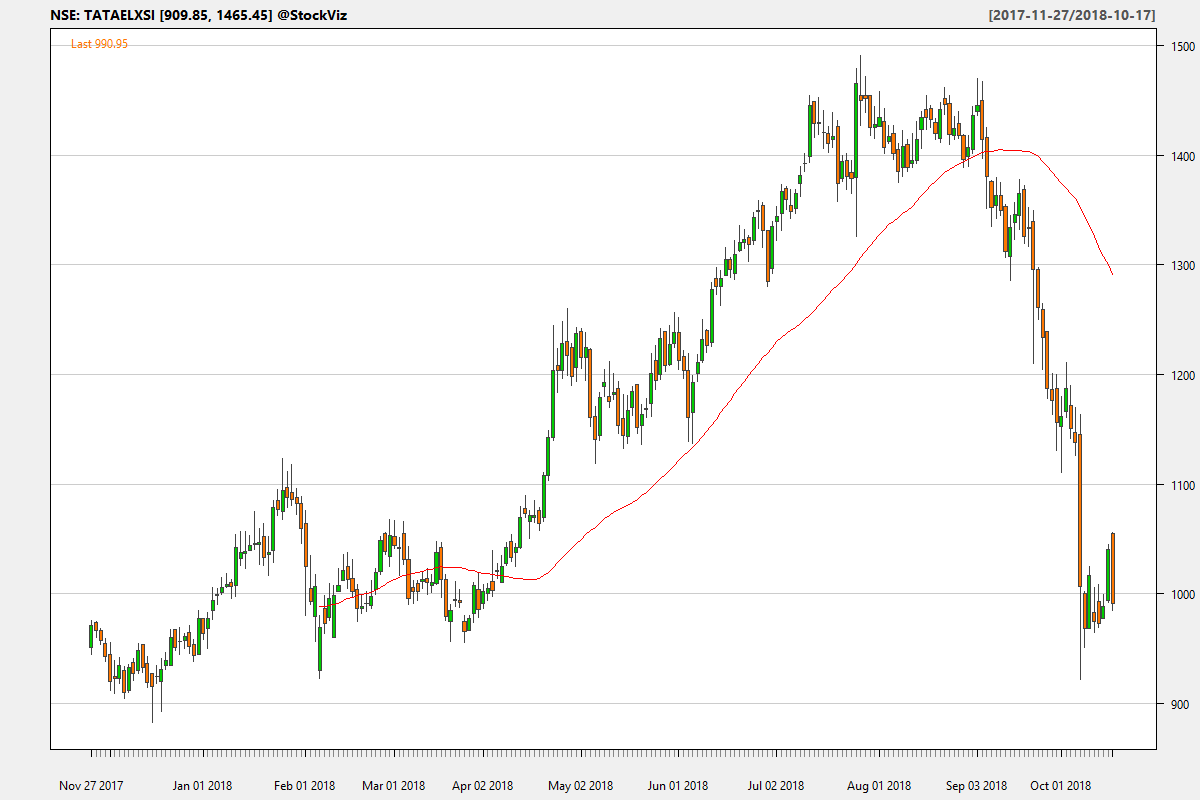 NSE: TATAELXSI [909.85, 1465.45] @StockViz [2017-11-27/2018-10-17]
Last 990.95
1500
1400
1300
1200
1100
1000
900
Nov 27 2017 Jan 01 2018 Feb 01 2018 Mar 01 2018 Apr 02 2018 May 02 2018 Jun 01 2018 Jul 02 2018 Aug 01 2018 Sep 03 2018 Oct 01 2018